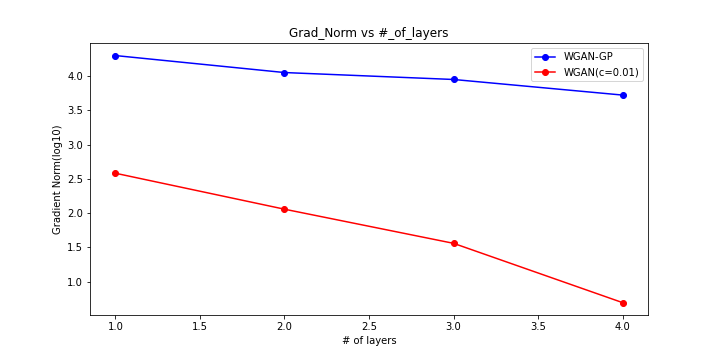 Grad_Norm vs #_of_layers
WGAN-GP
WGAN(c=0.01)
Gradient Norm(log10)
4.0
3.5
3.0
2.5
2.0
1.5
1.0
1.0 1.5 2.0 2.5 3.0 3.5 4.0
# of layers